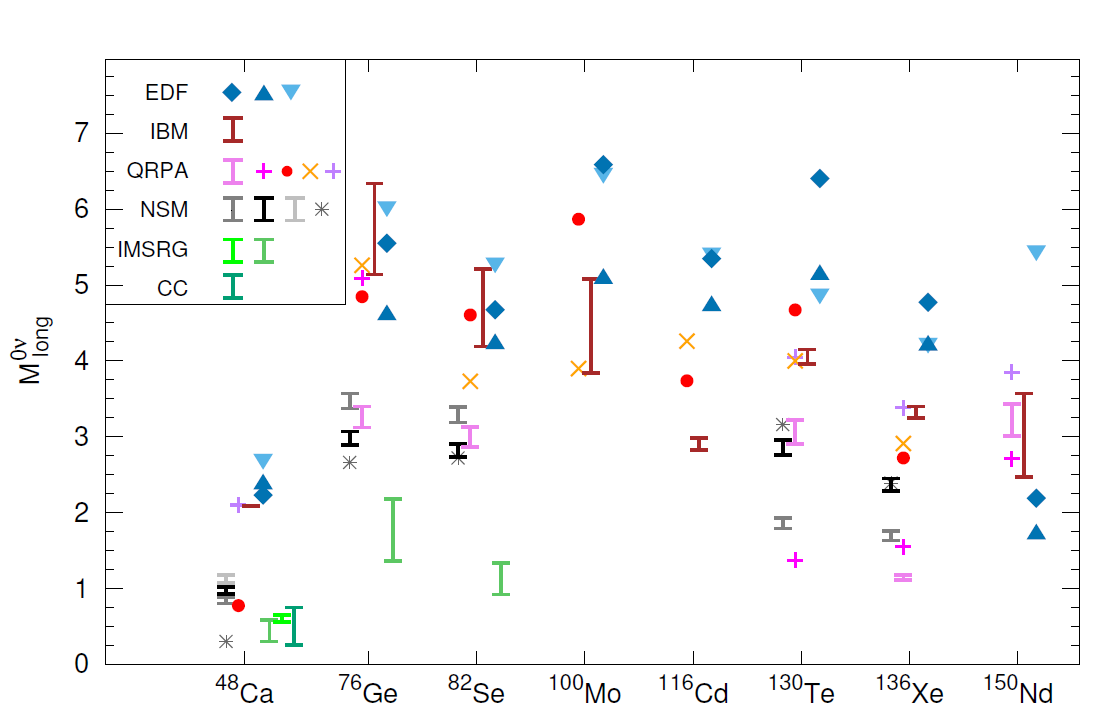 EDF
IBM
QRPA
NSM
IMSRG
CC
7
6
5
4
3
2
1
0
M⁰ᵛlong
⁴⁸Ca ⁷⁶Ge ⁸²Se ¹⁰⁰Mo ¹¹⁶Cd ¹³⁰Te ¹³⁶Xe ¹⁵⁰Nd